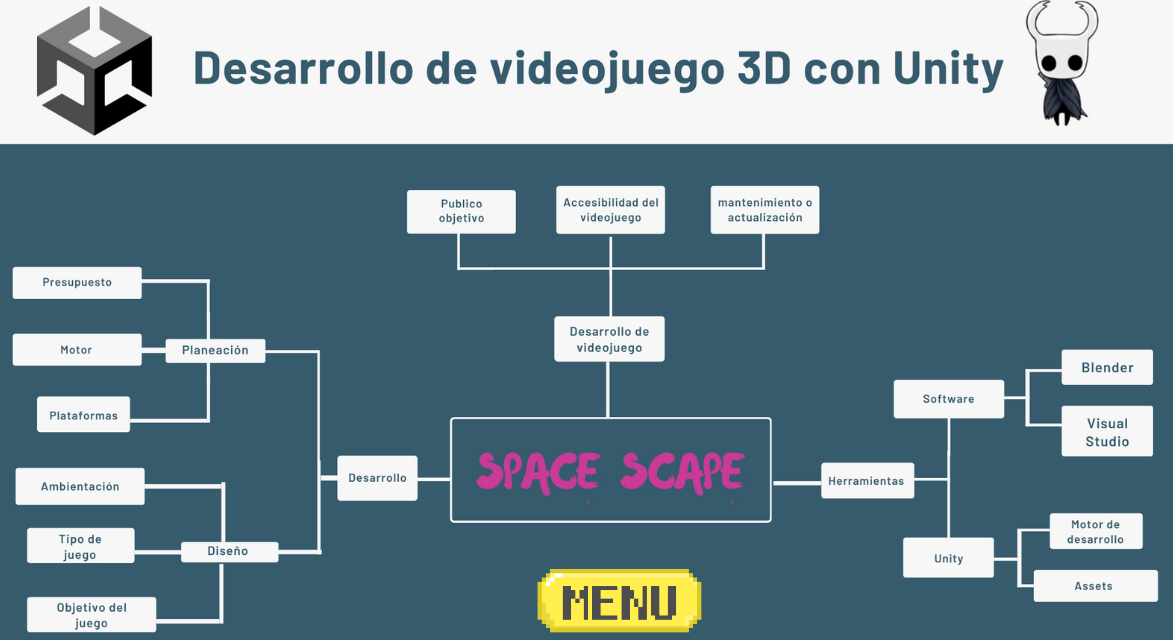 Desarrollo de videojuego 3D con Unity
Publico
objetivo
Accesibilidad del
videojuego
mantenimiento o
actualización
Desarrollo de
videojuego
Presupuesto
Motor
Planeación
Plataformas
Ambientación
Tipo de
juego
Diseño
Objetivo del
juego
Desarrollo
SPACE SCAPE
Herramientas
Software
Blender
Visual
Studio
Unity
Motor de
desarrollo
Assets
MENU